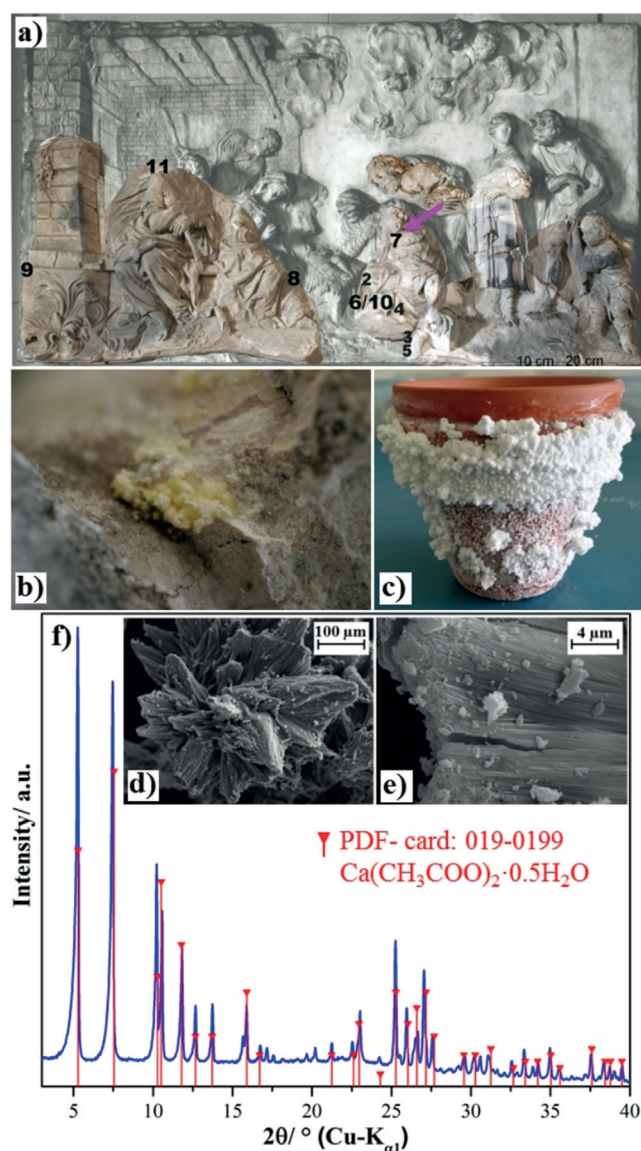 a)
11
7
9
8
2
6/10
4
3
5
10 cm 20 cm
b)
c)
f)
100 µm
4 µm
d)
e)
PDF- card: 019-0199
Ca(CH₃COO)₂·0.5H₂O
Intensity/ a.u.
5 10 15 20 25 30 35 40
2θ/ ° (Cu-Kα1)